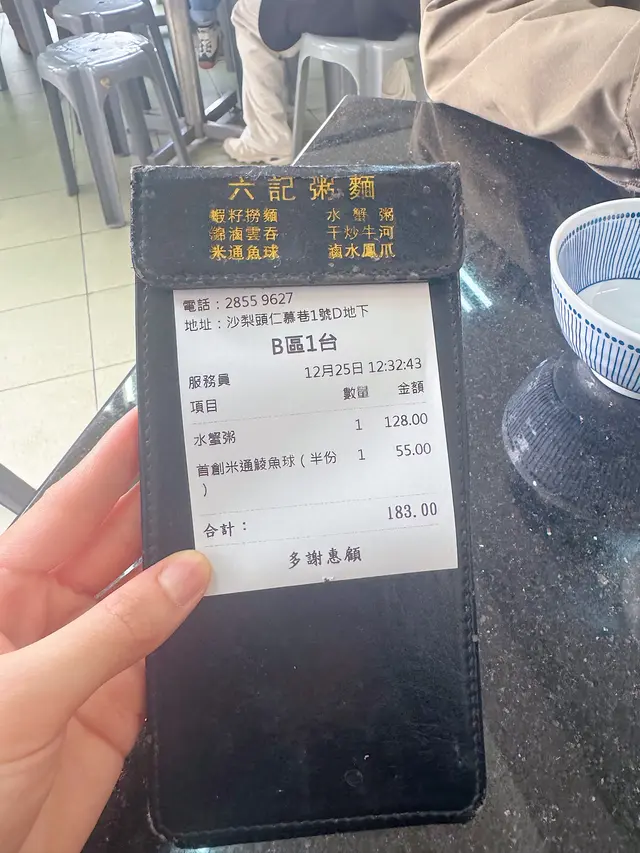 六記粥麵
蝦籽撈麵 水蟹粥
錦滷雲吞 干炒牛河
米通魚球 滷水鳳爪
電話：2855 9627
地址：沙梨頭仁慕巷1號D地下
B區1台
服務員 12月25日 12:32:43
項目 數量 金額
水蟹粥 1 128.00
首創米通鯪魚球（半份 1 55.00
）
合計： 183.00
多謝惠顧